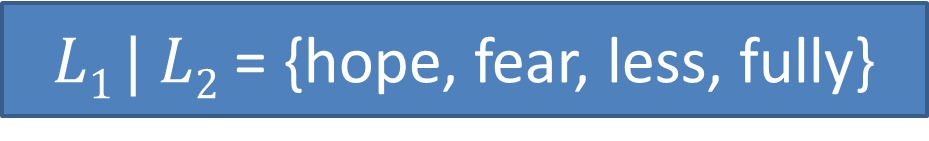 L₁ | L₂ = {hope, fear, less, fully}